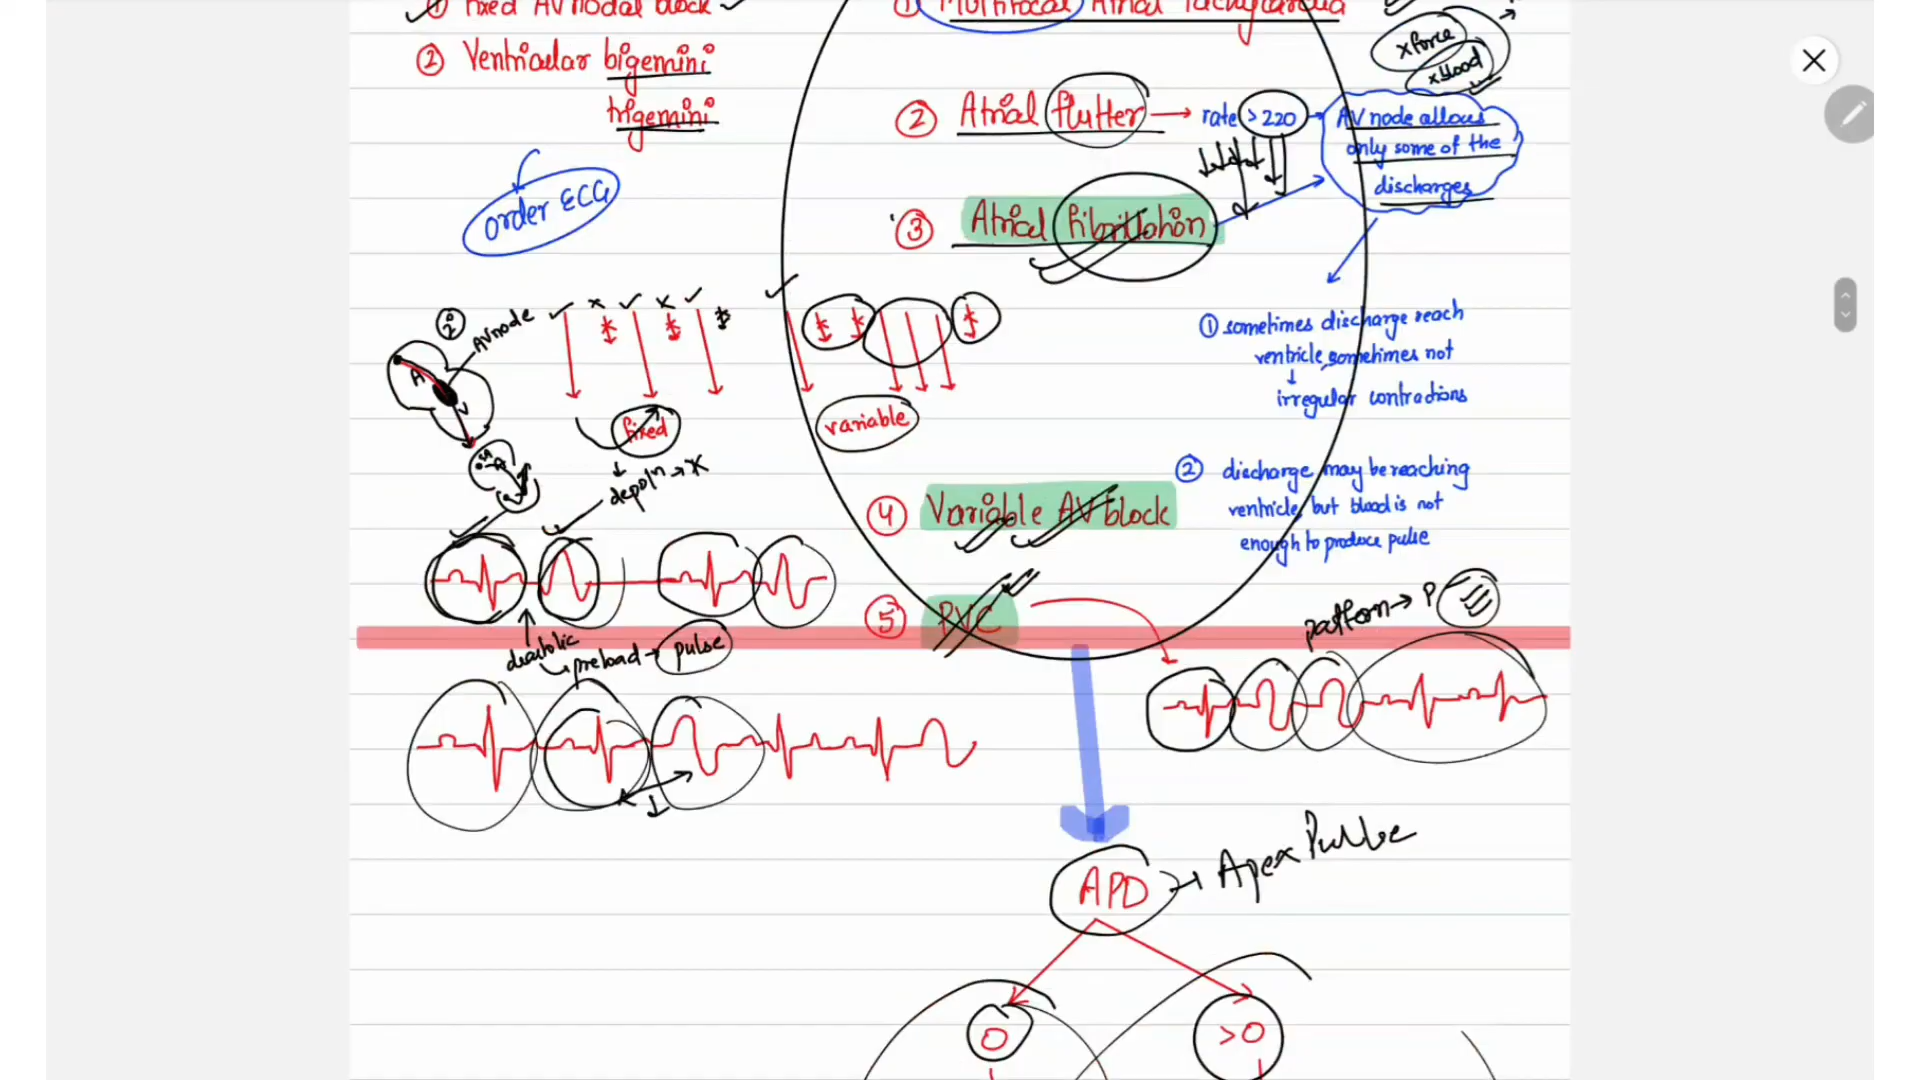 ① Fixed AV nodal block
② Ventricular bigemini
trigemini
order ECG
① Multifocal Atrial Tachycardia
② Atrial flutter → rate >220 → AV node allows
only some of the
discharges
③ Atrial fibrillation
xforce
xblood
AV node
A
V
fixed
variable
depoln → x
① sometimes discharge reach
ventricle, sometimes not
↓
irregular contractions
④ Variable AV block
② discharge may be reaching
ventricle, but blood is not
enough to produce pulse
⑤ PVC
pattern → P
diastolic
preload → pulse
APD → Apex Pulse
0
>0